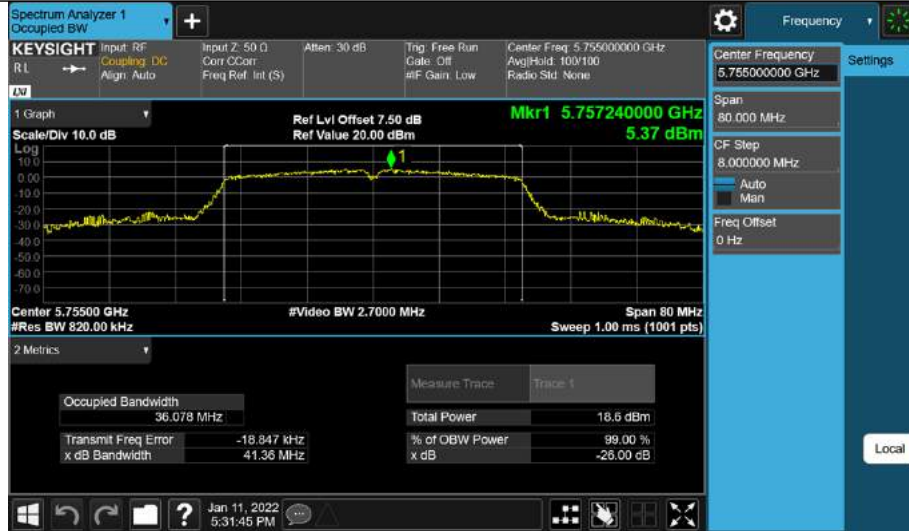 Spectrum Analyzer 1
Occupied BW
+
Frequency
KEYSIGHT
RL
LXI
Input: RF
Coupling: DC
Align: Auto
Input Z: 50 Ω
Corr CCorr
Freq Ref: Int (S)
Atten: 30 dB
Trig: Free Run
Gate: Off
#IF Gain: Low
Center Freq: 5.755000000 GHz
Avg|Hold: 100/100
Radio Std: None
1 Graph
Scale/Div 10.0 dB
Ref Lvl Offset 7.50 dB
Ref Value 20.00 dBm
Mkr1 5.757240000 GHz
5.37 dBm
Log
10.0
0.00
-10.0
-20.0
-30.0
-40.0
-50.0
-60.0
-70.0
1
Center 5.75500 GHz
#Res BW 820.00 kHz
#Video BW 2.7000 MHz
Span 80 MHz
Sweep 1.00 ms (1001 pts)
2 Metrics
Measure Trace
Trace 1
Occupied Bandwidth
36.078 MHz
Total Power
18.6 dBm
Transmit Freq Error
-18.847 kHz
% of OBW Power
99.00 %
x dB Bandwidth
41.36 MHz
x dB
-26.00 dB
Center Frequency
5.755000000 GHz
Settings
Span
80.000 MHz
CF Step
8.000000 MHz
Auto
Man
Freq Offset
0 Hz
Local
?
Jan 11, 2022
5:31:45 PM